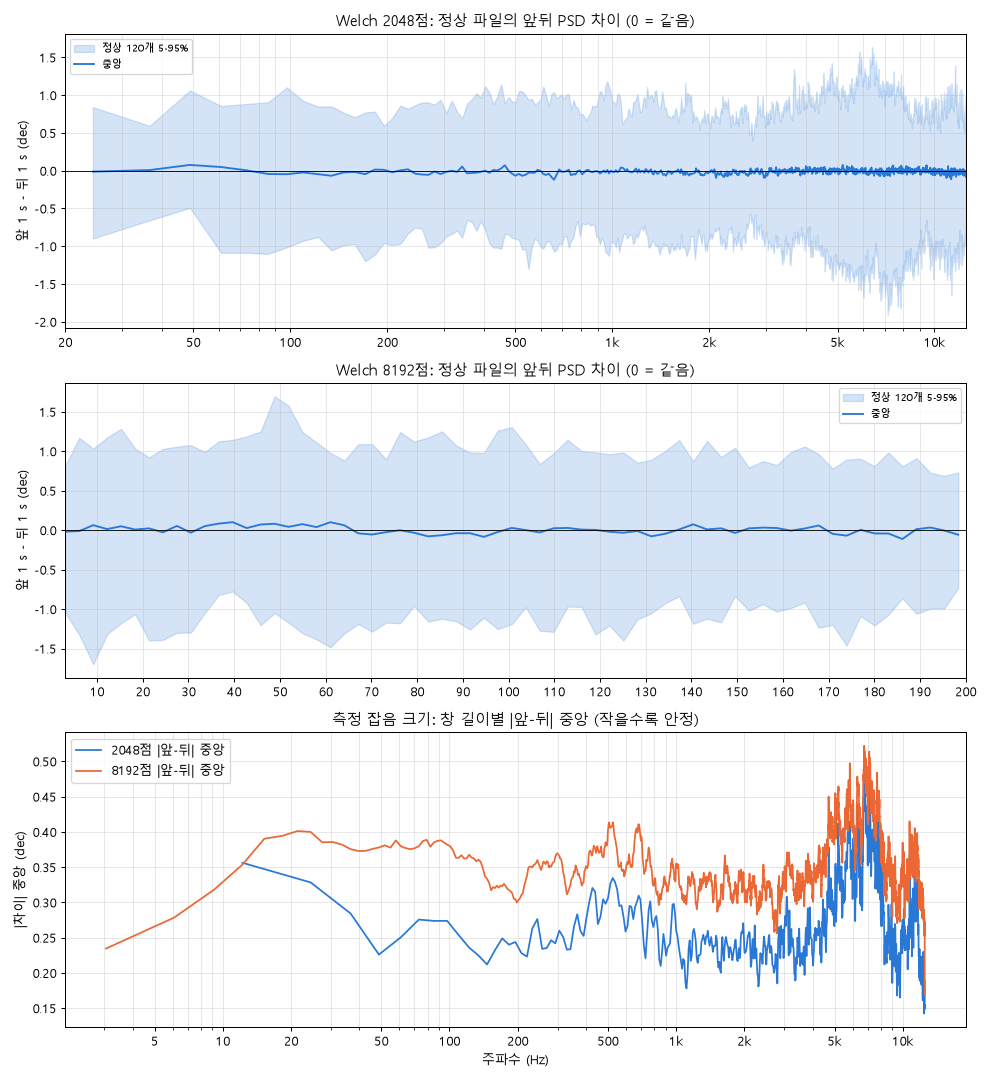 Welch 2048점: 정상 파일의 앞뒤 PSD 차이 (0 = 같음)
정상 120개 5-95%
중앙
앞 1 s - 뒤 1 s (dec)
1.5
1.0
0.5
0.0
-0.5
-1.0
-1.5
-2.0
20 50 100 200 500 1k 2k 5k 10k
Welch 8192점: 정상 파일의 앞뒤 PSD 차이 (0 = 같음)
정상 120개 5-95%
중앙
앞 1 s - 뒤 1 s (dec)
1.5
1.0
0.5
0.0
-0.5
-1.0
-1.5
10 20 30 40 50 60 70 80 90 100 110 120 130 140 150 160 170 180 190 200
측정 잡음 크기: 창 길이별 |앞-뒤| 중앙 (작을수록 안정)
2048점 |앞-뒤| 중앙
8192점 |앞-뒤| 중앙
|차이| 중앙 (dec)
0.50
0.45
0.40
0.35
0.30
0.25
0.20
0.15
5 10 20 50 100 200 500 1k 2k 5k 10k
주파수 (Hz)